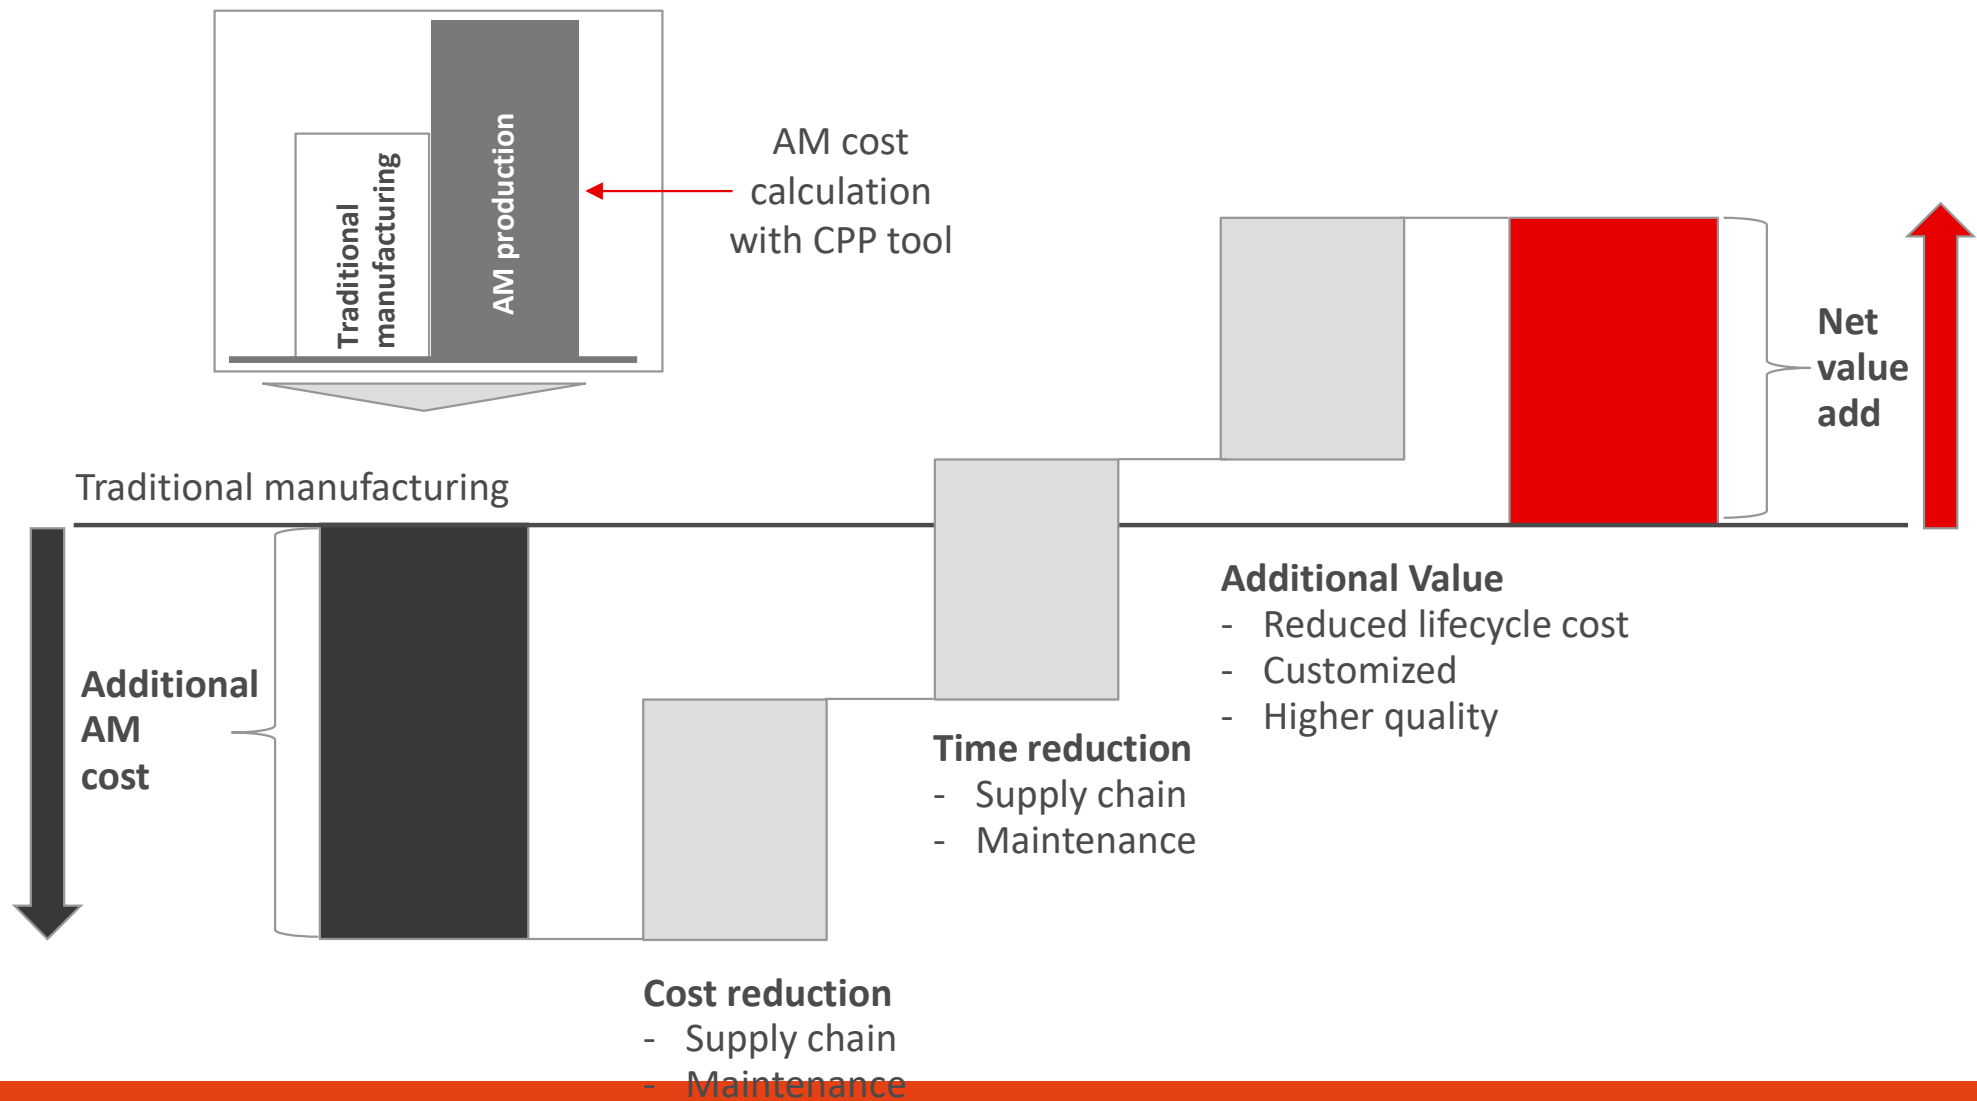 Traditional
manufacturing
AM production
AM cost
calculation
with CPP tool
Net
value
add
Traditional manufacturing
Additional
AM
cost
Additional Value
- Reduced lifecycle cost
- Customized
- Higher quality
Time reduction
- Supply chain
- Maintenance
Cost reduction
- Supply chain
- Maintenance